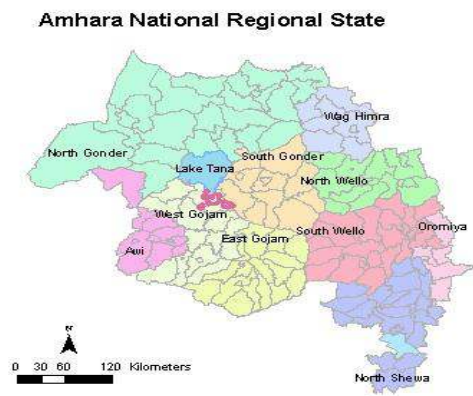 Amhara National Regional State
Wag Himra
North Gonder
South Gonder
Lake Tana
North Wello
West Gojam
Oromiya
East Gojam
South Wello
Awi
N
0 30 60 120 Kilometers
North Shewa